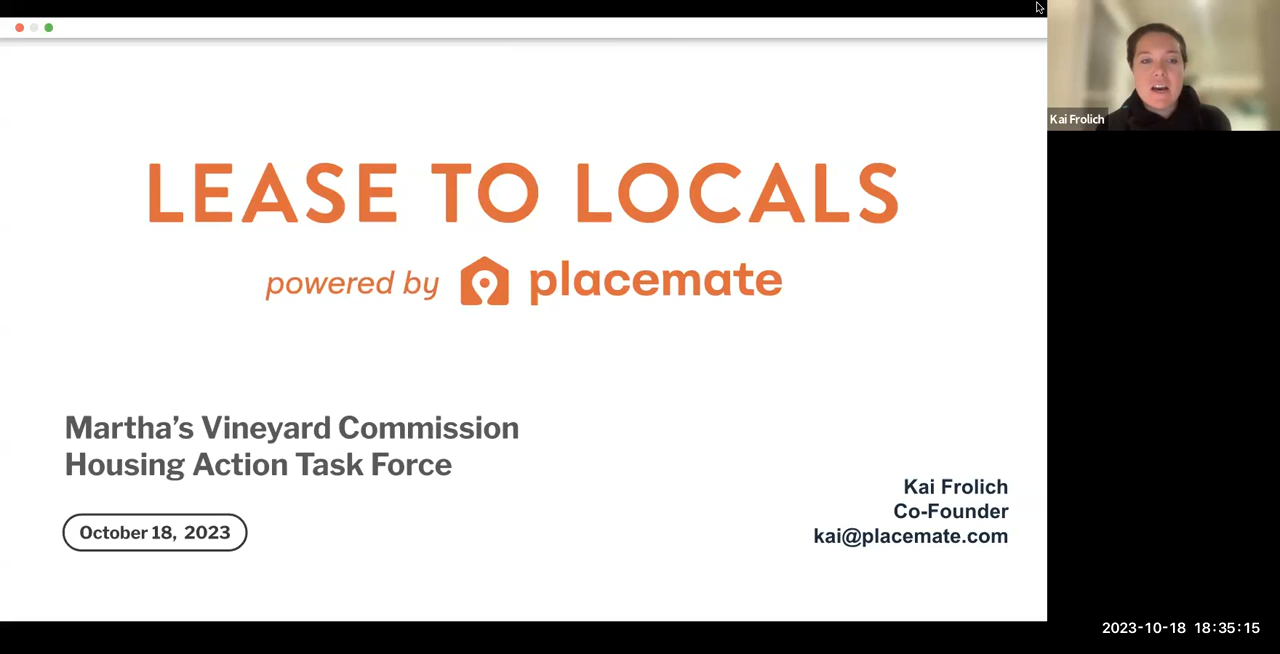 LEASE TO LOCALS
powered by placemate
Martha’s Vineyard Commission
Housing Action Task Force
October 18, 2023
Kai Frolich
Co-Founder
kai@placemate.com
Kai Frolich
2023-10-18 18:35:15